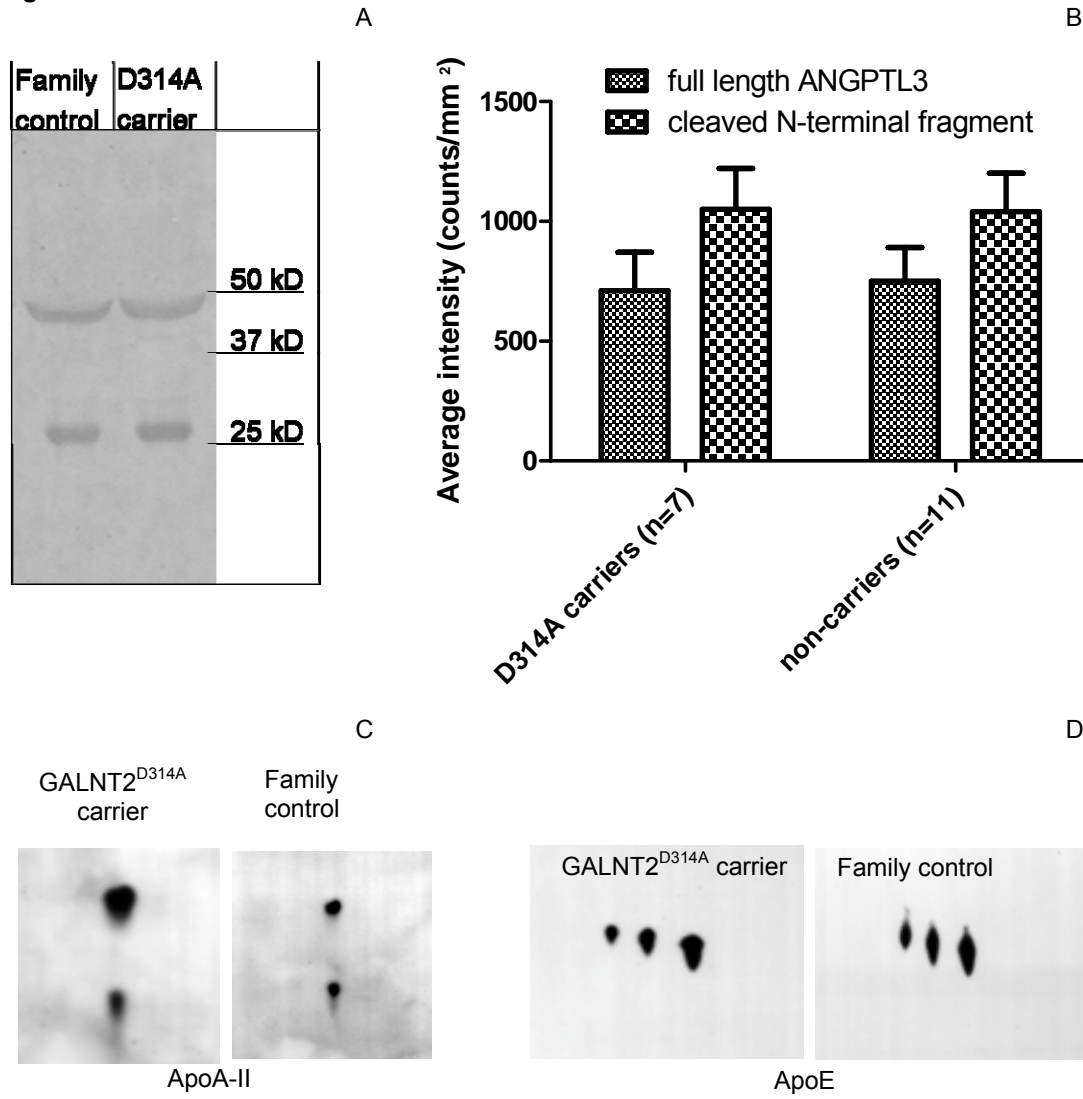 A
Family control
D314A carrier
50 kD
37 kD
25 kD
B
full length ANGPTL3
cleaved N-terminal fragment
Average intensity (counts/mm ²)
1500
1000
500
0
D314A carriers (n=7)
non-carriers (n=11)
C
GALNT2D314A
carrier
Family
control
ApoA-II
D
GALNT2D314A carrier
Family control
ApoE